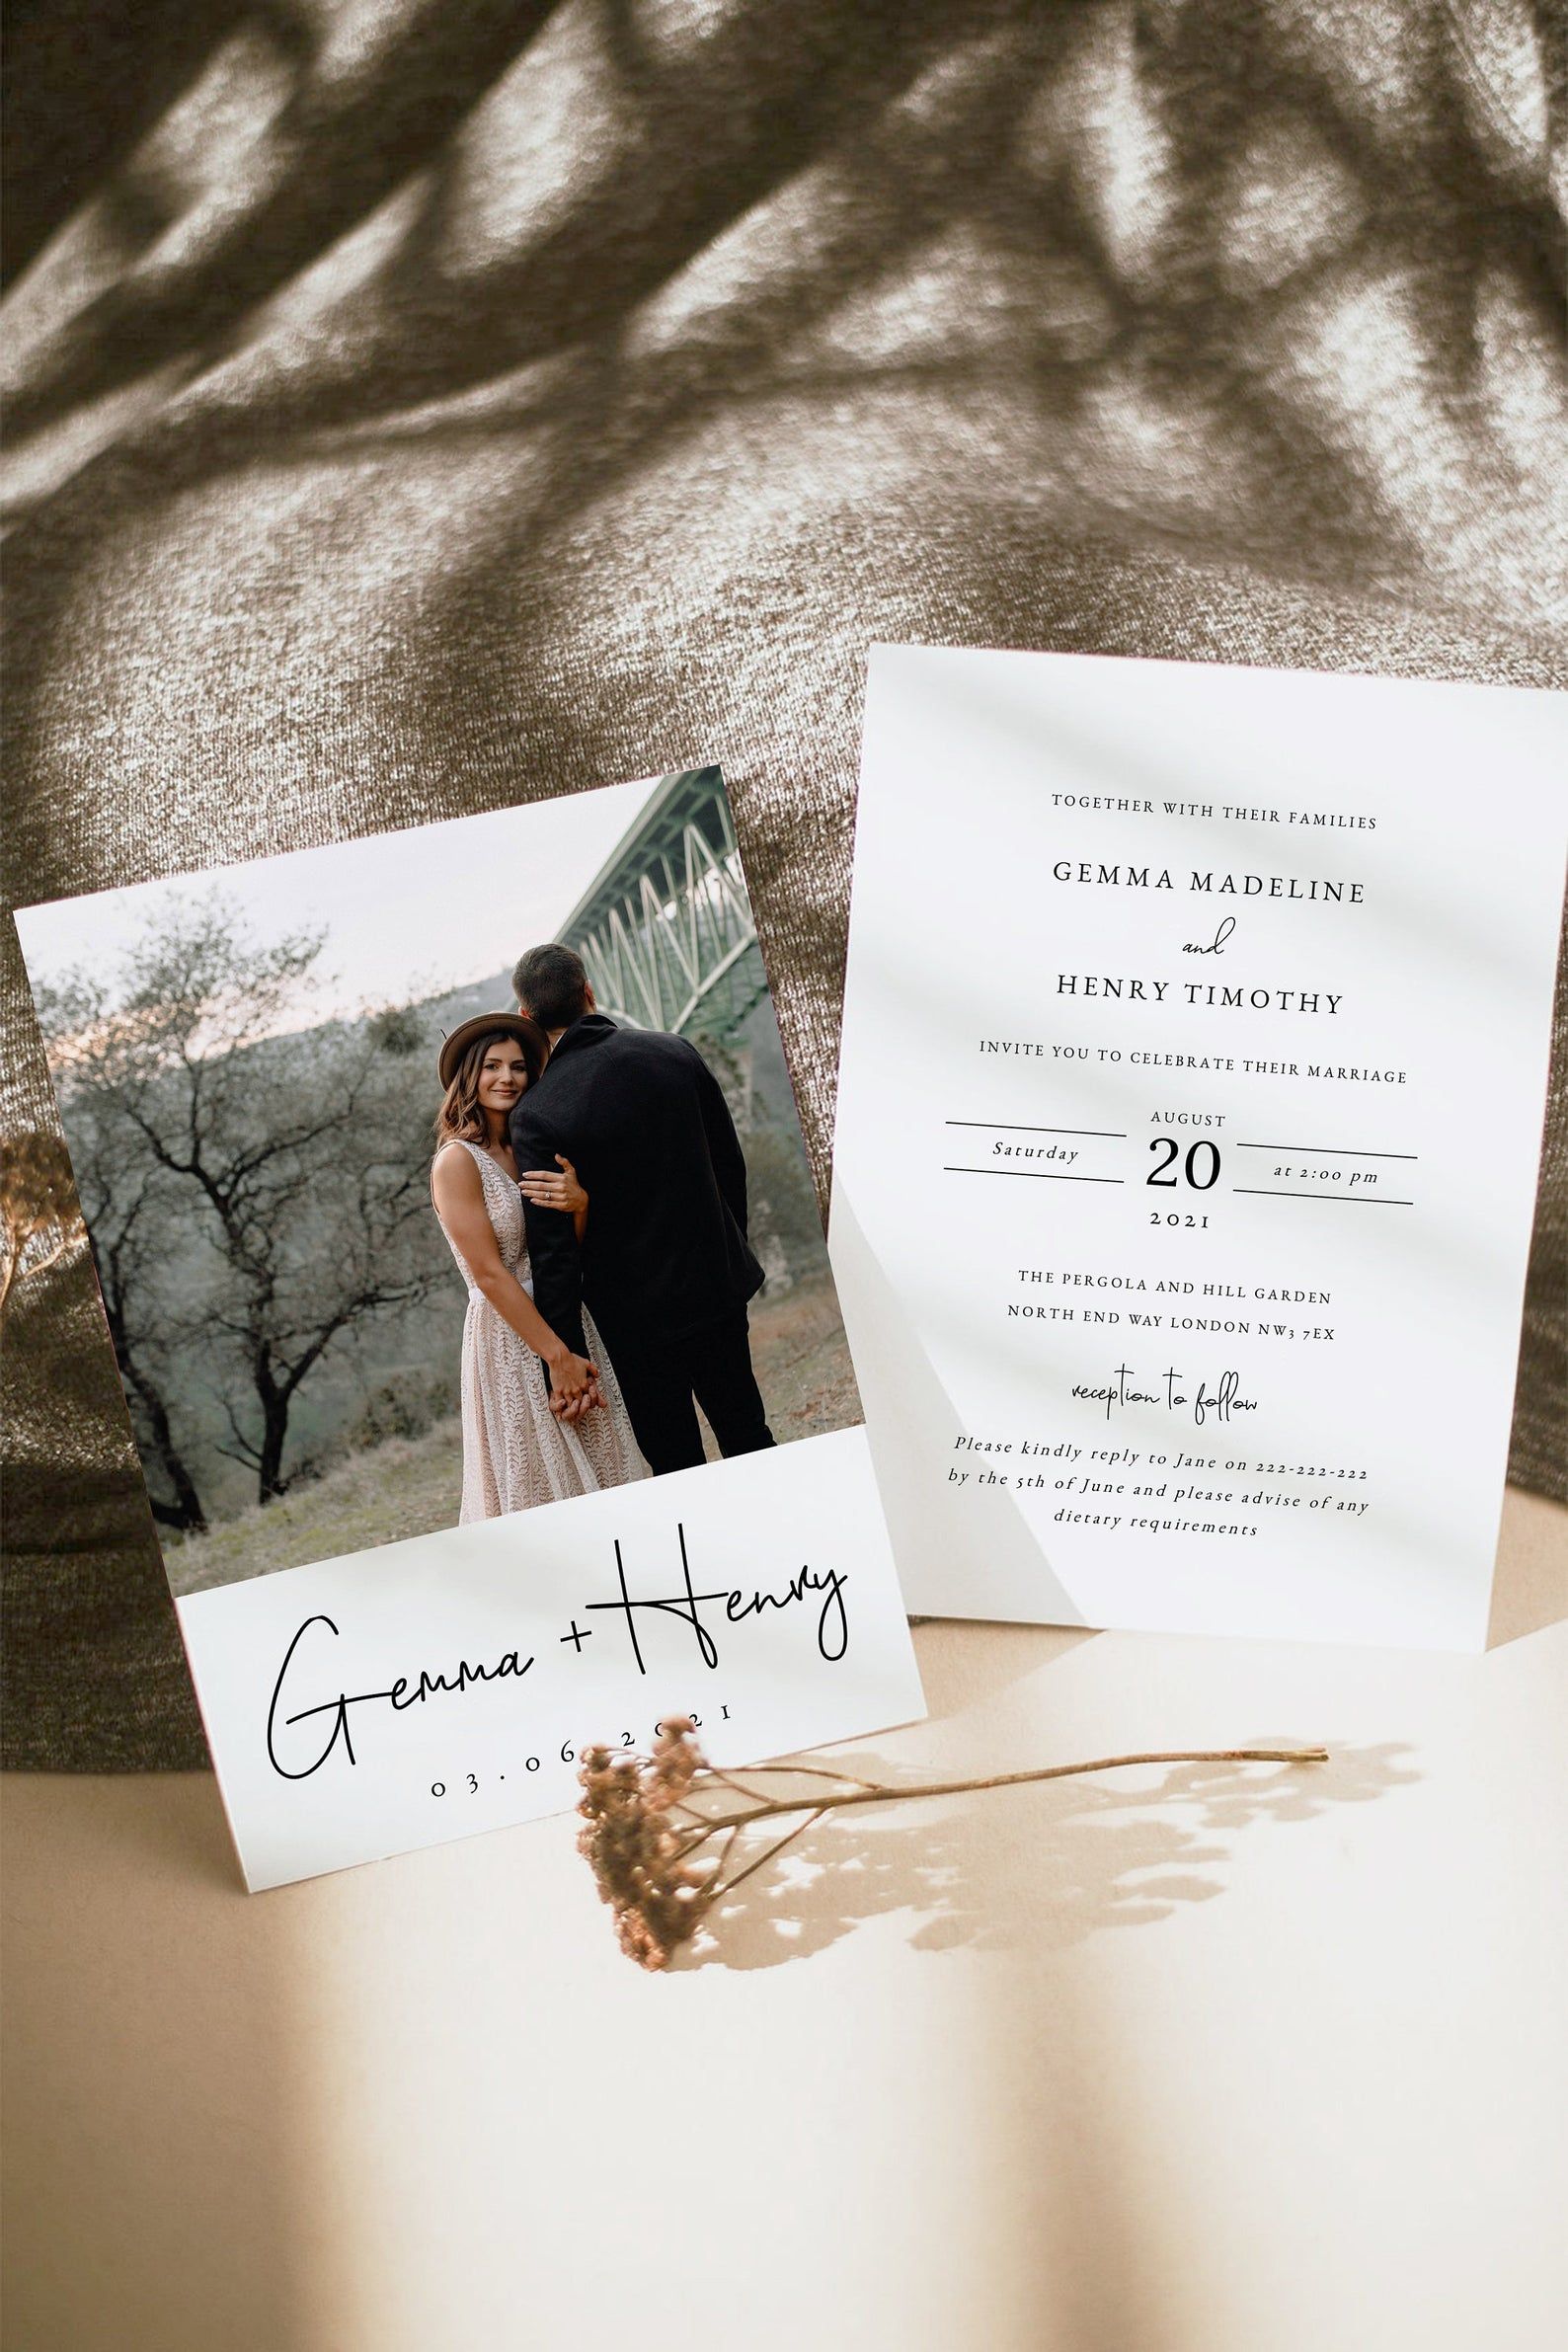 Gemma + Henry
03.06.2021
TOGETHER WITH THEIR FAMILIES
GEMMA MADELINE
and
HENRY TIMOTHY
INVITE YOU TO CELEBRATE THEIR MARRIAGE
AUGUST
Saturday 20 at 2:00 pm
2021
THE PERGOLA AND HILL GARDEN
NORTH END WAY LONDON NW3 7EX
reception to follow
Please kindly reply to Jane on 222-222-222
by the 5th of June and please advise of any
dietary requirements